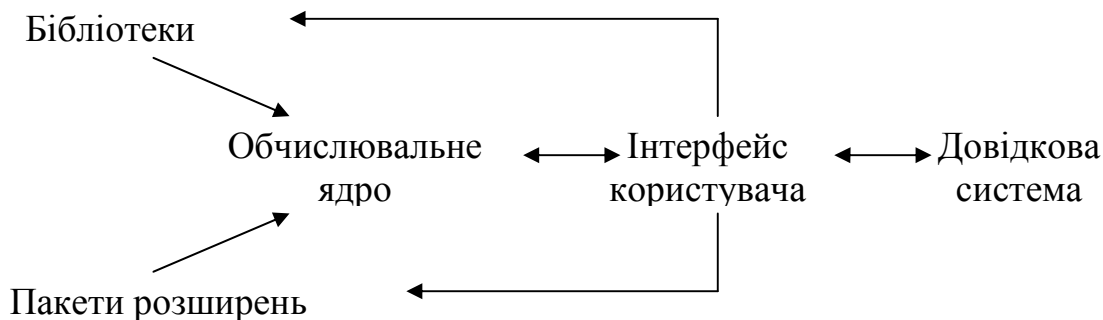 Бібліотеки
Обчислювальне
ядро
Інтерфейс
користувача
Довідкова
система
Пакети розширень